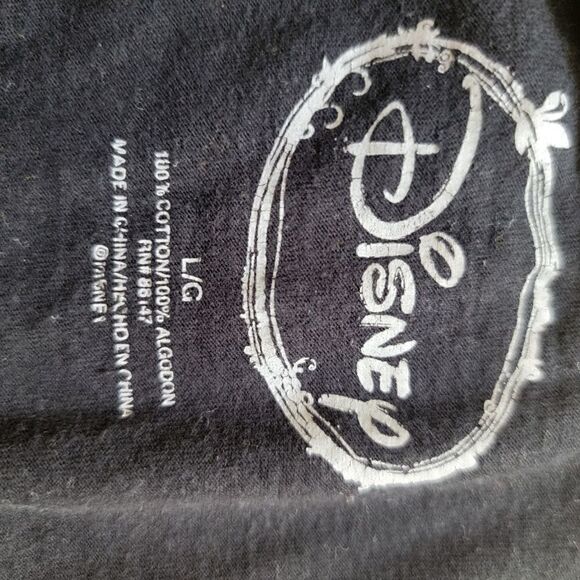 Disney
L/G
100% COTTON/100% ALGODON
RN# 88147
MADE IN CHINA/HECHO EN CHINA
©DISNEY